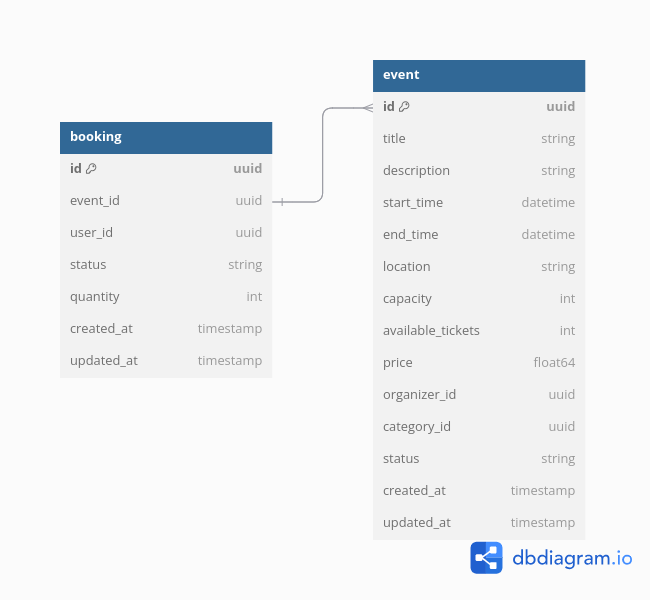 booking
id uuid
event_id uuid
user_id uuid
status string
quantity int
created_at timestamp
updated_at timestamp
event
id uuid
title string
description string
start_time datetime
end_time datetime
location string
capacity int
available_tickets int
price float64
organizer_id uuid
category_id uuid
status string
created_at timestamp
updated_at timestamp
dbdiagram.io